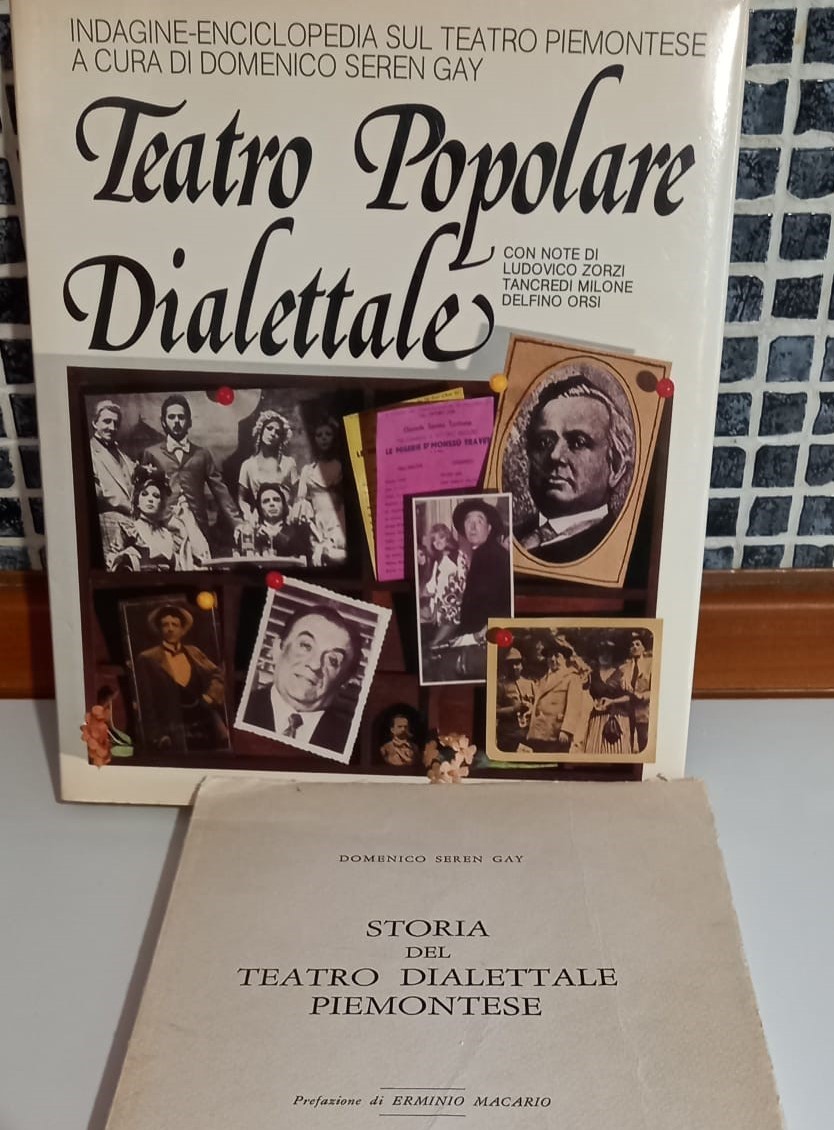 INDAGINE-ENCICLOPEDIA SUL TEATRO PIEMONTESE
A CURA DI DOMENICO SEREN GAY
Teatro Popolare
Dialettale
CON NOTE DI
LUDOVICO ZORZI
TANCREDI MILONE
DELFINO ORSI
LE MISERIE D'MONSSÙ TRAVET
DOMENICO SEREN GAY
STORIA
DEL
TEATRO DIALETTALE
PIEMONTESE
Prefazione di ERMINIO MACARIO